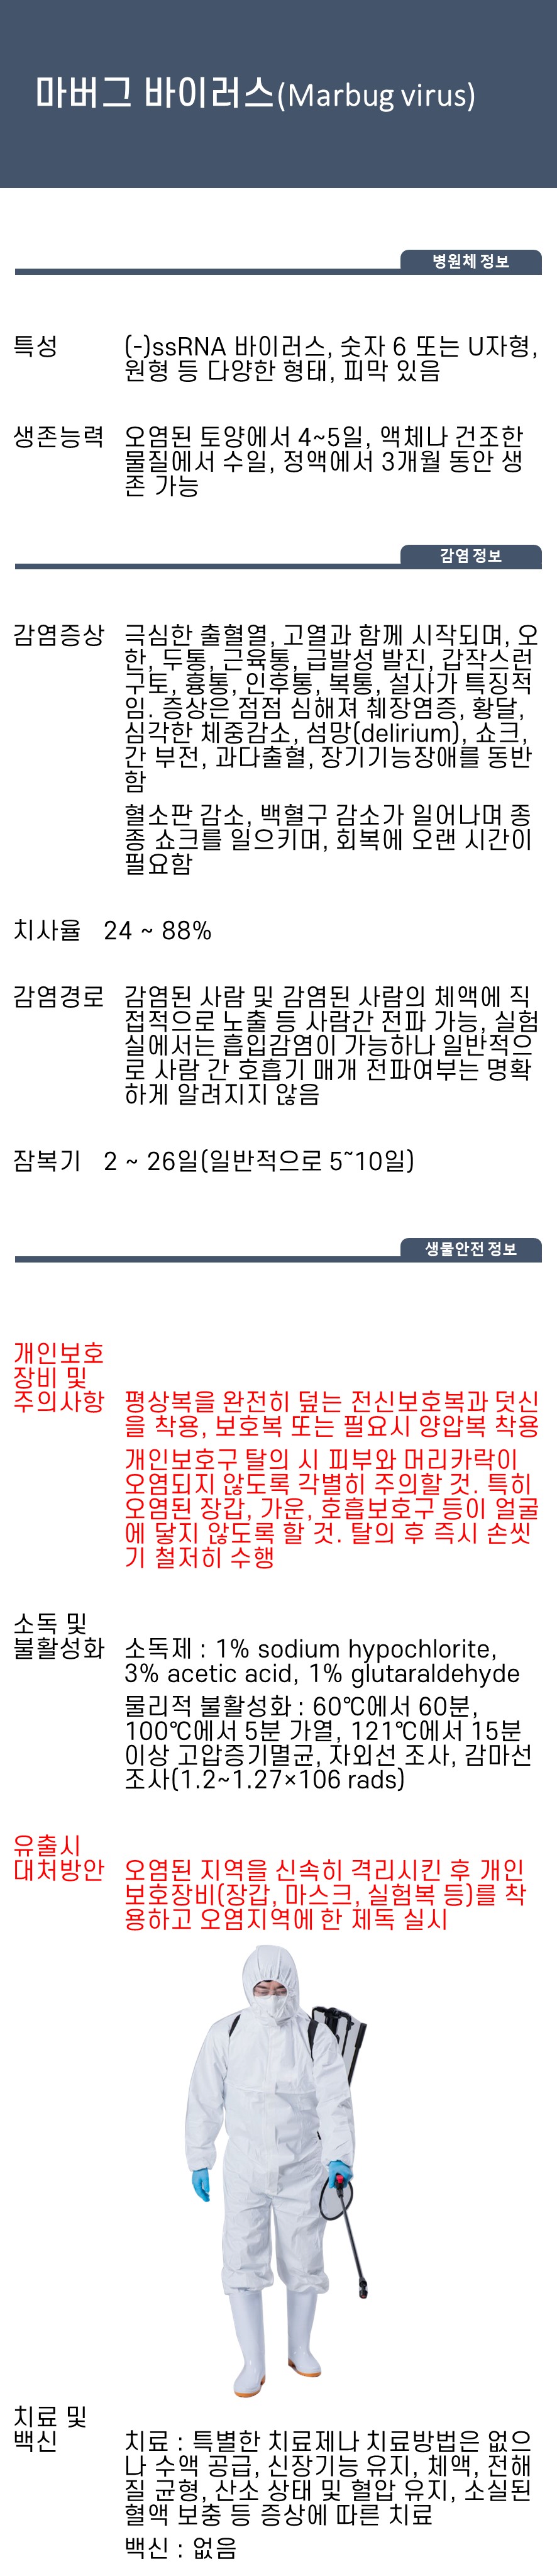 마버그 바이러스(Marbug virus)
병원체 정보
특성
(-)ssRNA 바이러스, 숫자 6 또는 U자형,
원형 등 다양한 형태, 피막 있음
생존능력
오염된 토양에서 4~5일, 액체나 건조한
물질에서 수일, 정액에서 3개월 동안 생
존 가능
감염 정보
감염증상
극심한 출혈열, 고열과 함께 시작되며, 오
한, 두통, 근육통, 급발성 발진, 갑작스런
구토, 흉통, 인후통, 복통, 설사가 특징적
임. 증상은 점점 심해져 췌장염증, 황달,
심각한 체중감소, 섬망(delirium), 쇼크,
간 부전, 과다출혈, 장기기능장애를 동반
함
혈소판 감소, 백혈구 감소가 일어나며 종
종 쇼크를 일으키며, 회복에 오랜 시간이
필요함
치사율 24 ~ 88%
감염경로
감염된 사람 및 감염된 사람의 체액에 직
접적으로 노출 등 사람간 전파 가능, 실험
실에서는 흡입감염이 가능하나 일반적으
로 사람 간 호흡기 매개 전파여부는 명확
하게 알려지지 않음
잠복기 2 ~ 26일(일반적으로 5~10일)
생물안전 정보
개인보호
장비 및
주의사항
평상복을 완전히 덮는 전신보호복과 덧신
을 착용, 보호복 또는 필요시 양압복 착용
개인보호구 탈의 시 피부와 머리카락이
오염되지 않도록 각별히 주의할 것. 특히
오염된 장갑, 가운, 호흡보호구 등이 얼굴
에 닿지 않도록 할 것. 탈의 후 즉시 손씻
기 철저히 수행
소독 및
불활성화
소독제 : 1% sodium hypochlorite,
3% acetic acid, 1% glutaraldehyde
물리적 불활성화 : 60℃에서 60분,
100℃에서 5분 가열, 121℃에서 15분
이상 고압증기멸균, 자외선 조사, 감마선
조사(1.2~1.27×106 rads)
유출시
대처방안
오염된 지역을 신속히 격리시킨 후 개인
보호장비(장갑, 마스크, 실험복 등)를 착
용하고 오염지역에 한 제독 실시
치료 및
백신
치료 : 특별한 치료제나 치료방법은 없으
나 수액 공급, 신장기능 유지, 체액, 전해
질 균형, 산소 상태 및 혈압 유지, 소실된
혈액 보충 등 증상에 따른 치료
백신 : 없음